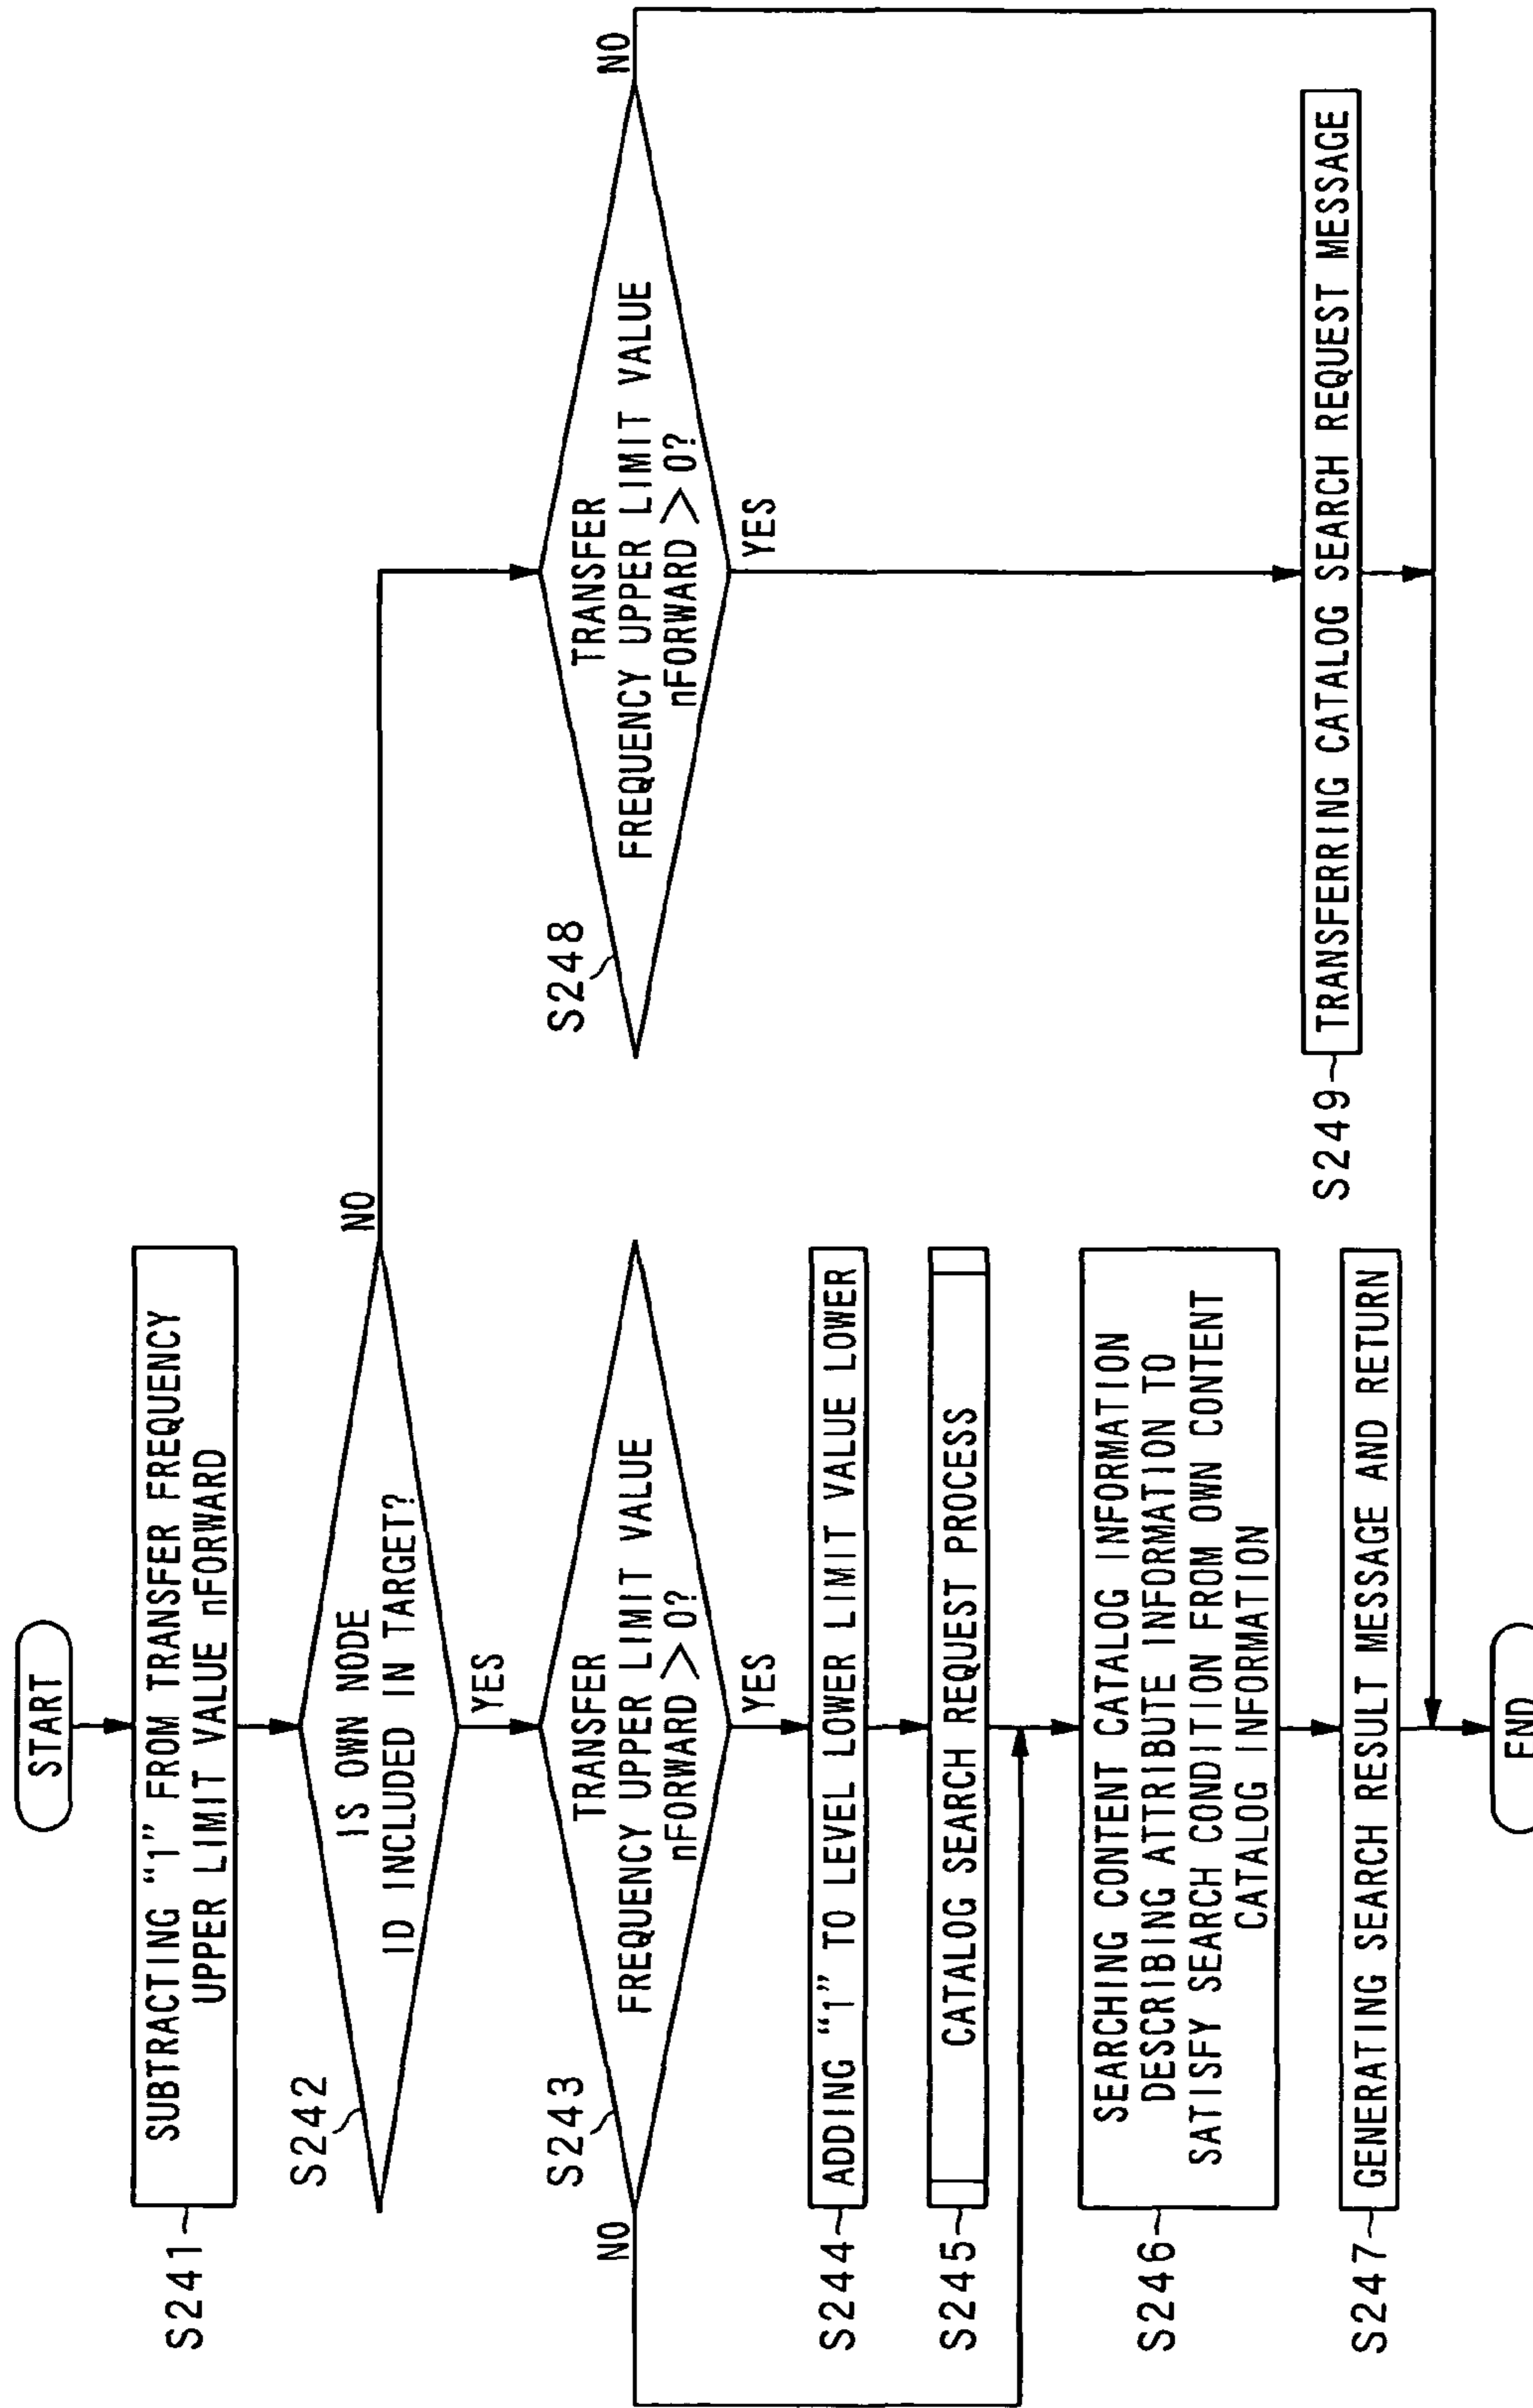 START
S241
SUBTRACTING “1” FROM TRANSFER FREQUENCY
UPPER LIMIT VALUE nFORWARD
S242
IS OWN NODE
ID INCLUDED IN TARGET?
NO
YES
S243
TRANSFER
FREQUENCY UPPER LIMIT VALUE
nFORWARD > 0?
NO
YES
S244
ADDING “1” TO LEVEL LOWER LIMIT VALUE LOWER
S245
CATALOG SEARCH REQUEST PROCESS
S246
SEARCHING CONTENT CATALOG INFORMATION
DESCRIBING ATTRIBUTE INFORMATION TO
SATISFY SEARCH CONDITION FROM OWN CONTENT
CATALOG INFORMATION
S247
GENERATING SEARCH RESULT MESSAGE AND RETURN
S248
TRANSFER
FREQUENCY UPPER LIMIT VALUE
nFORWARD > 0?
NO
YES
S249
TRANSFERRING CATALOG SEARCH REQUEST MESSAGE
END